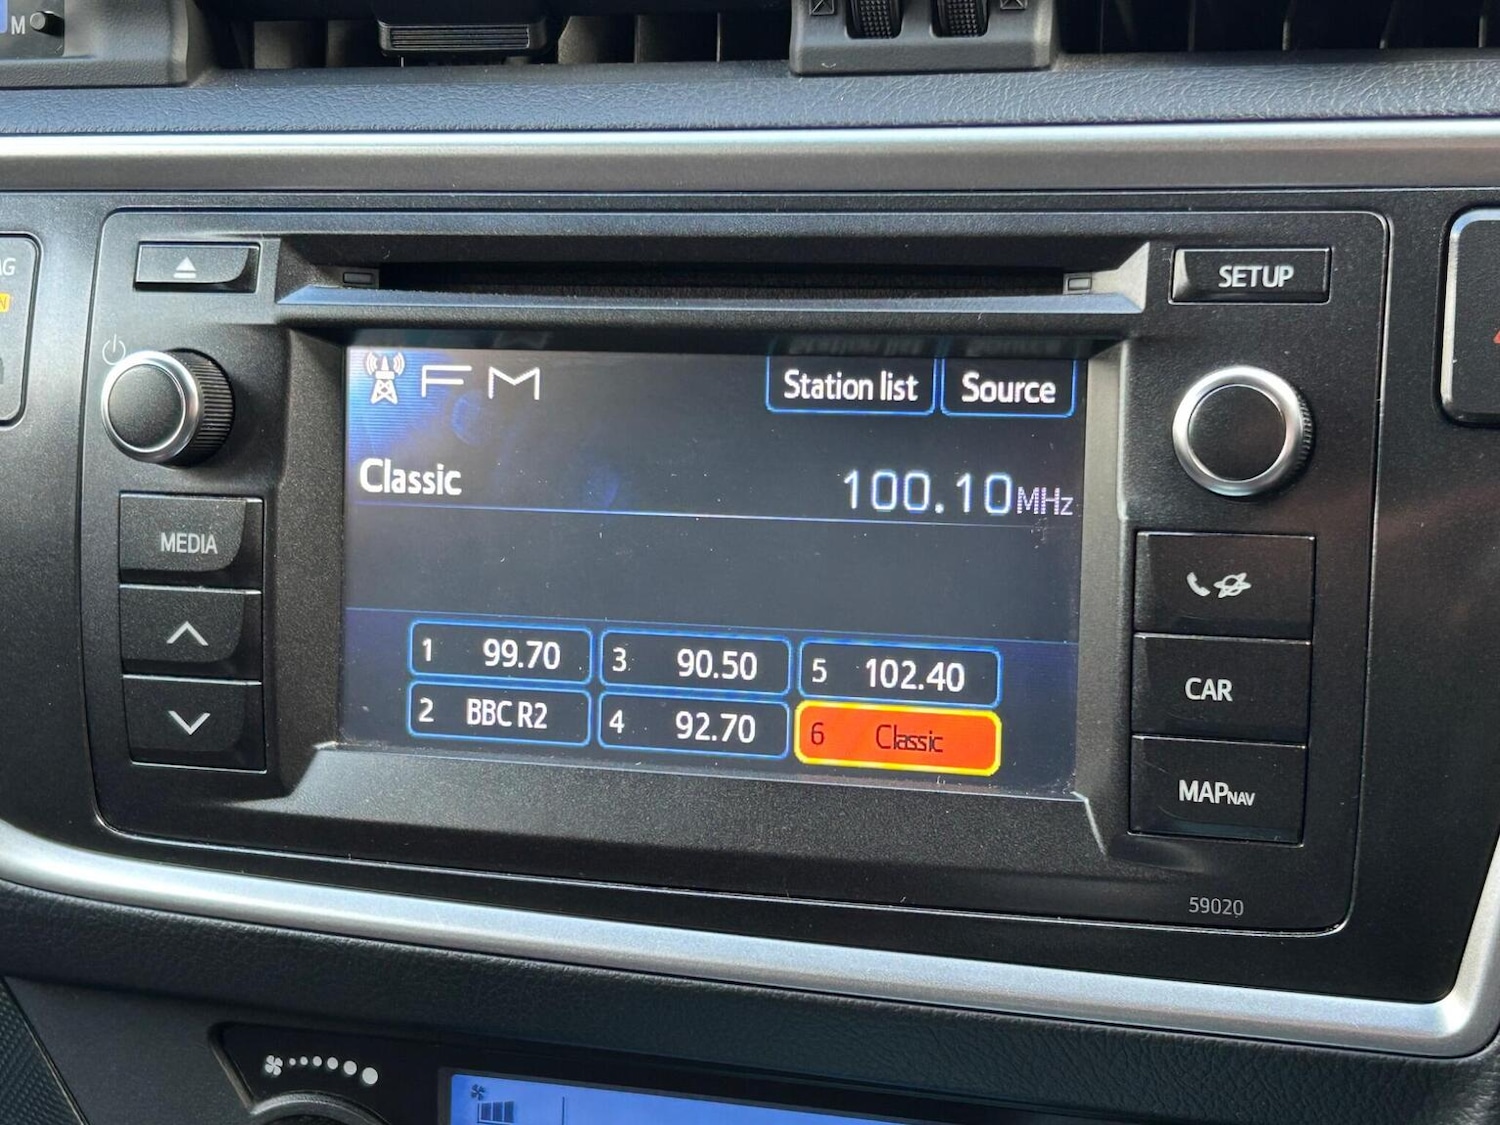 M
AG
SETUP
FM
Station list
Source
Classic
100.10MHz
MEDIA
1 99.70
3 90.50
5 102.40
2 BBC R2
4 92.70
6 Classic
CAR
MAPNAV
59020